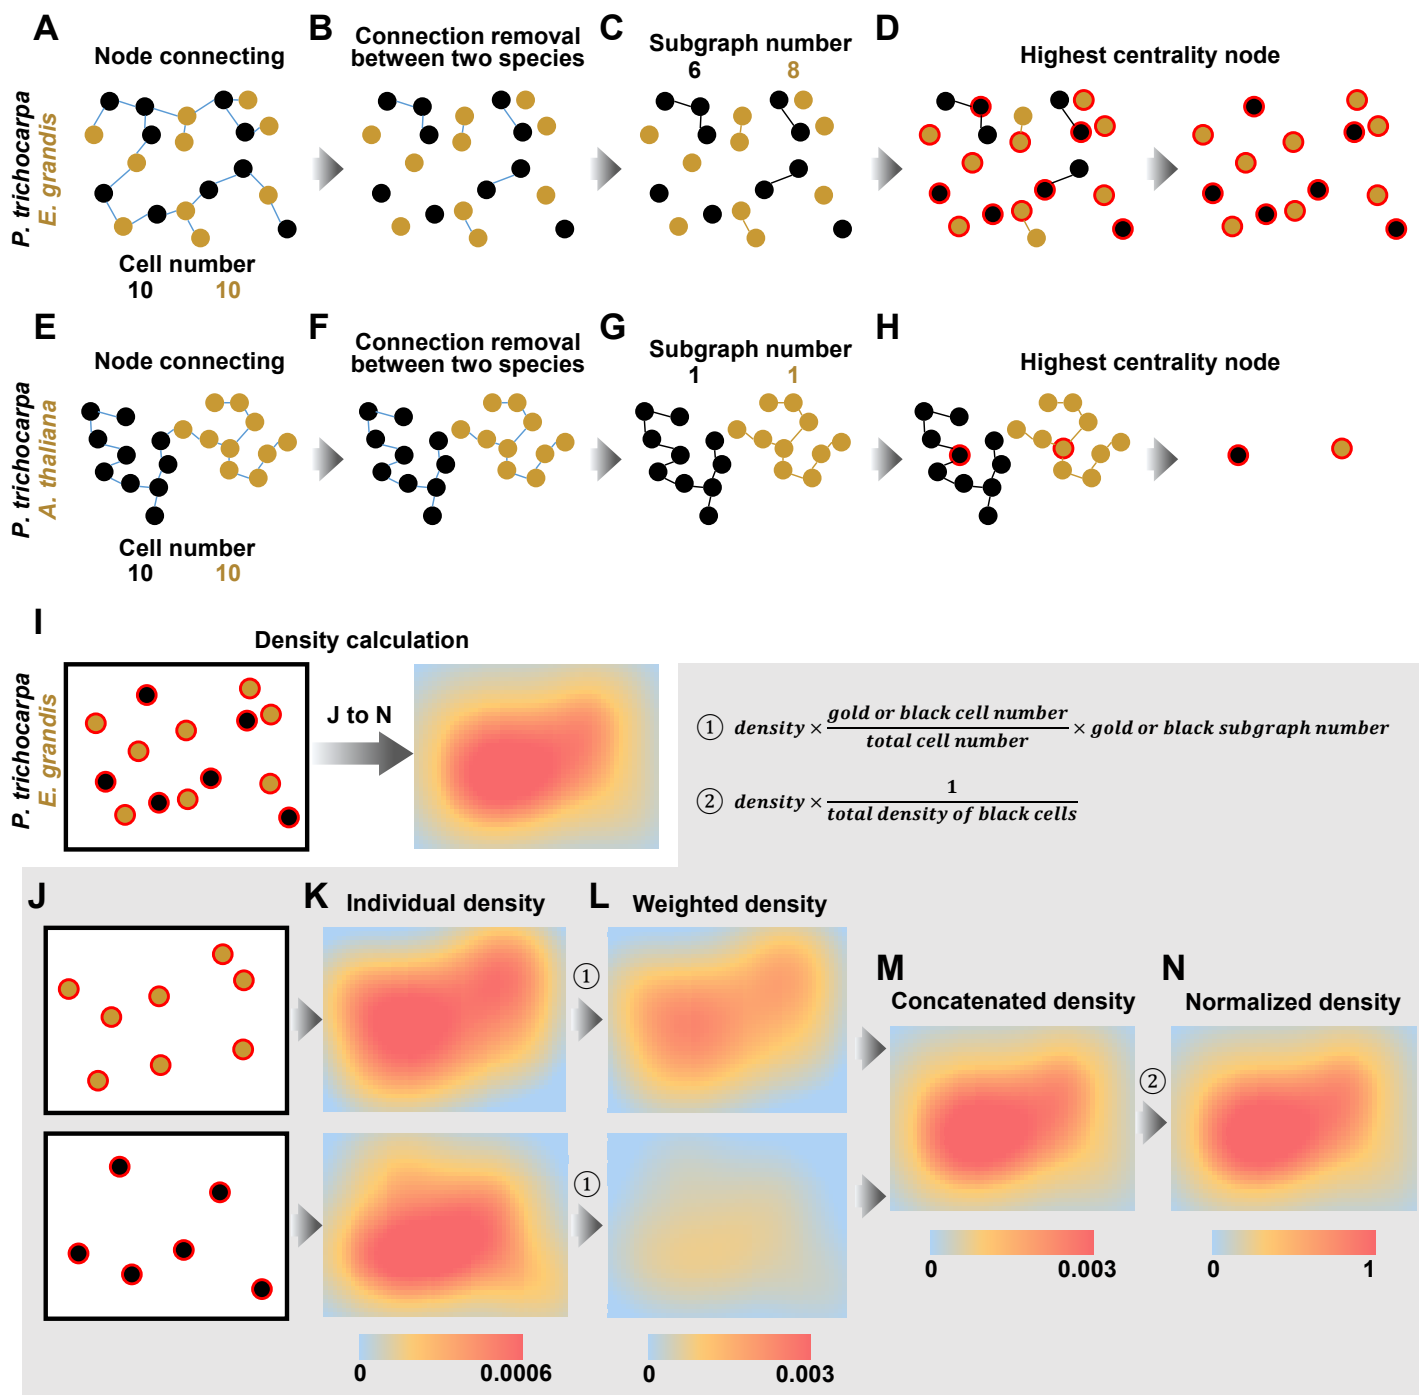 A
Node connecting
B
Connection removal
between two species
C
Subgraph number
6 8
D
Highest centrality node
P. trichocarpa
E. grandis
Cell number
10 10
E
Node connecting
F
Connection removal
between two species
G
Subgraph number
1 1
H
Highest centrality node
P. trichocarpa
A. thaliana
Cell number
10 10
I
Density calculation
P. trichocarpa
E. grandis
J to N
① density × gold or black cell number / total cell number × gold or black subgraph number
② density × 1 / total density of black cells
J
K
Individual density
L
Weighted density
M
Concatenated density
N
Normalized density
①
①
②
0 0.0006
0 0.003
0 0.003
0 1